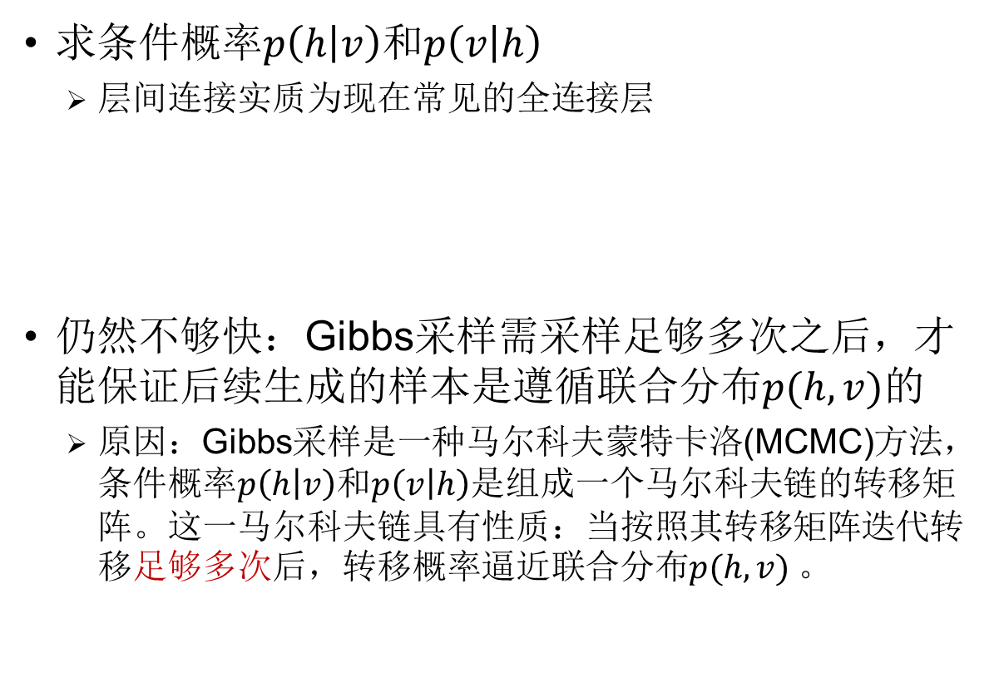 • 求条件概率p(h|v)和p(v|h)
➢ 层间连接实质为现在常见的全连接层
• 仍然不够快：Gibbs采样需采样足够多次之后，才
能保证后续生成的样本是遵循联合分布p(h, v)的
➢ 原因：Gibbs采样是一种马尔科夫蒙特卡洛(MCMC)方法，
条件概率p(h|v)和p(v|h)是组成一个马尔科夫链的转移矩
阵。这一马尔科夫链具有性质：当按照其转移矩阵迭代转
移足够多次后，转移概率逼近联合分布p(h, v) 。